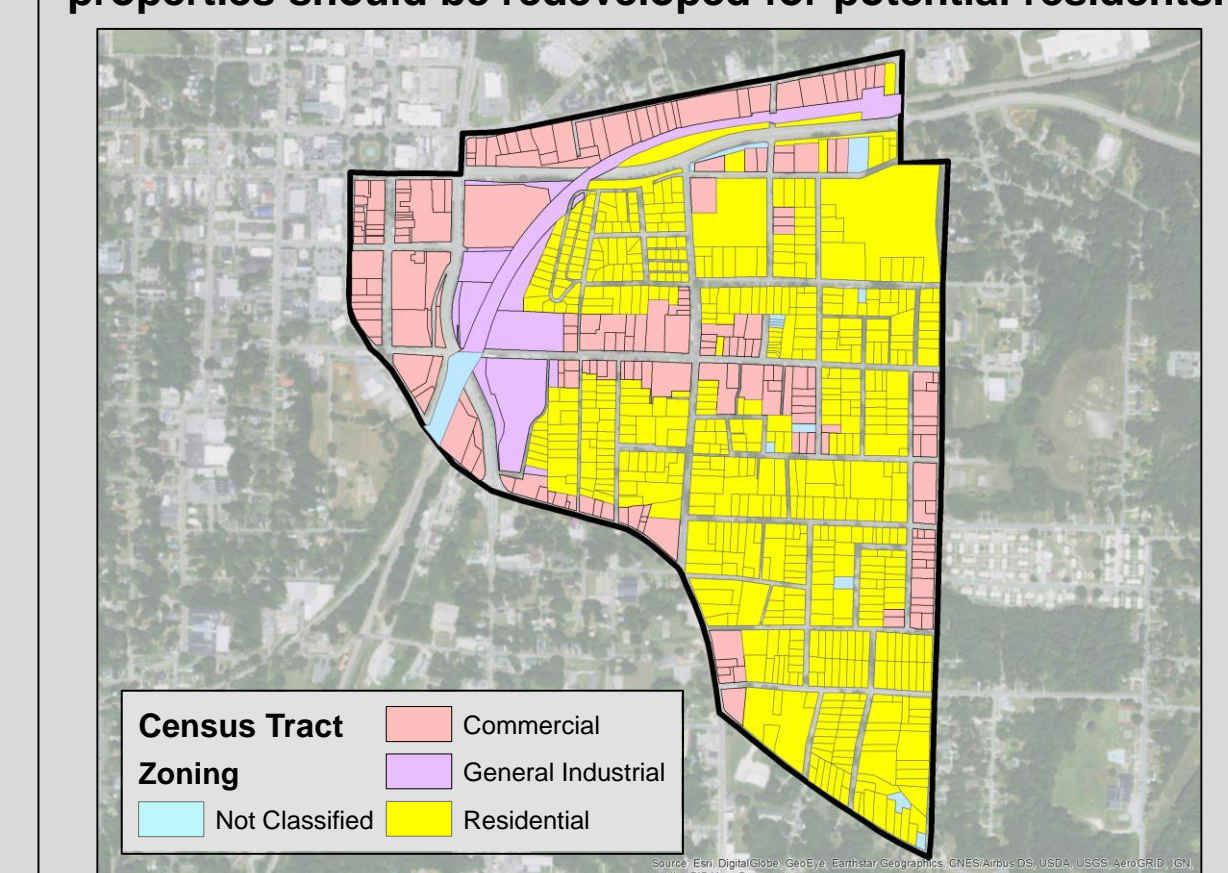 properties should be redeveloped for potential residents.
Census Tract
Zoning
Not Classified
Commercial
General Industrial
Residential
Source: Esri, DigitalGlobe, GeoEye, Earthstar Geographics, CNES/Airbus DS, USDA, USGS, AeroGRID, IGN,